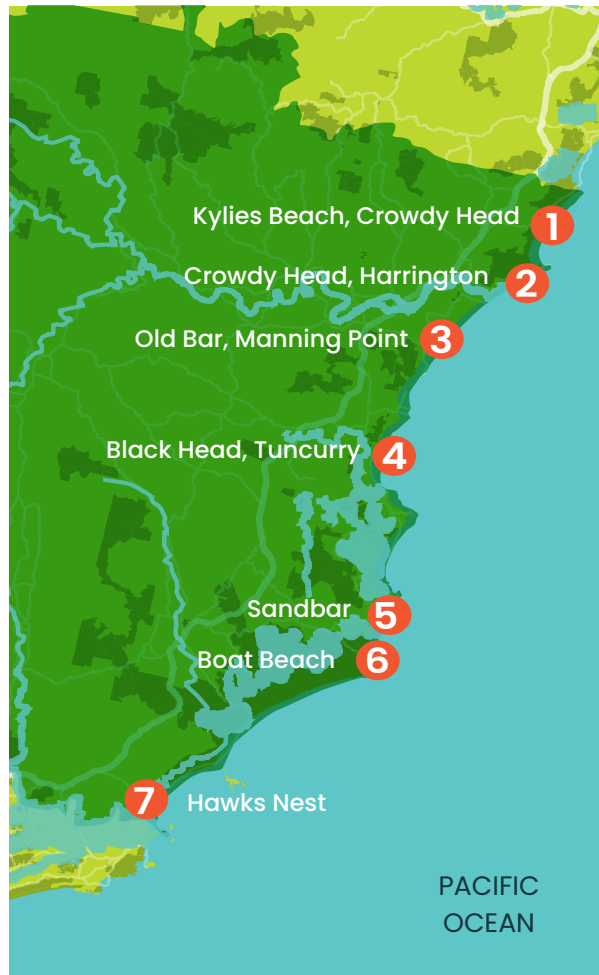 Kylies Beach, Crowdy Head 1
Crowdy Head, Harrington 2
Old Bar, Manning Point 3
Black Head, Tuncurry 4
Sandbar 5
Boat Beach 6
7 Hawks Nest
PACIFIC
OCEAN